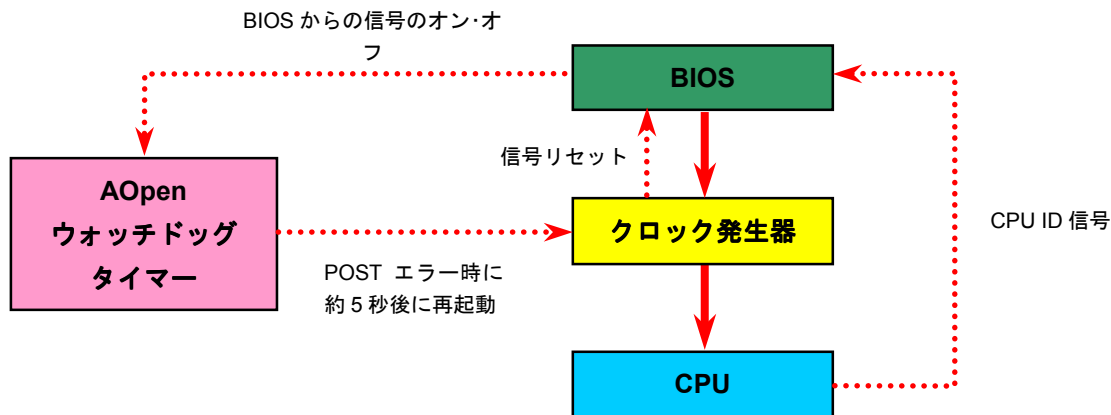 BIOS からの信号のオン･オ
フ
BIOS
信号リセット
AOpen
ウォッチドッグ
タイマー
クロック発生器
CPU ID 信号
POST エラー時に
約 5 秒後に再起動
CPU